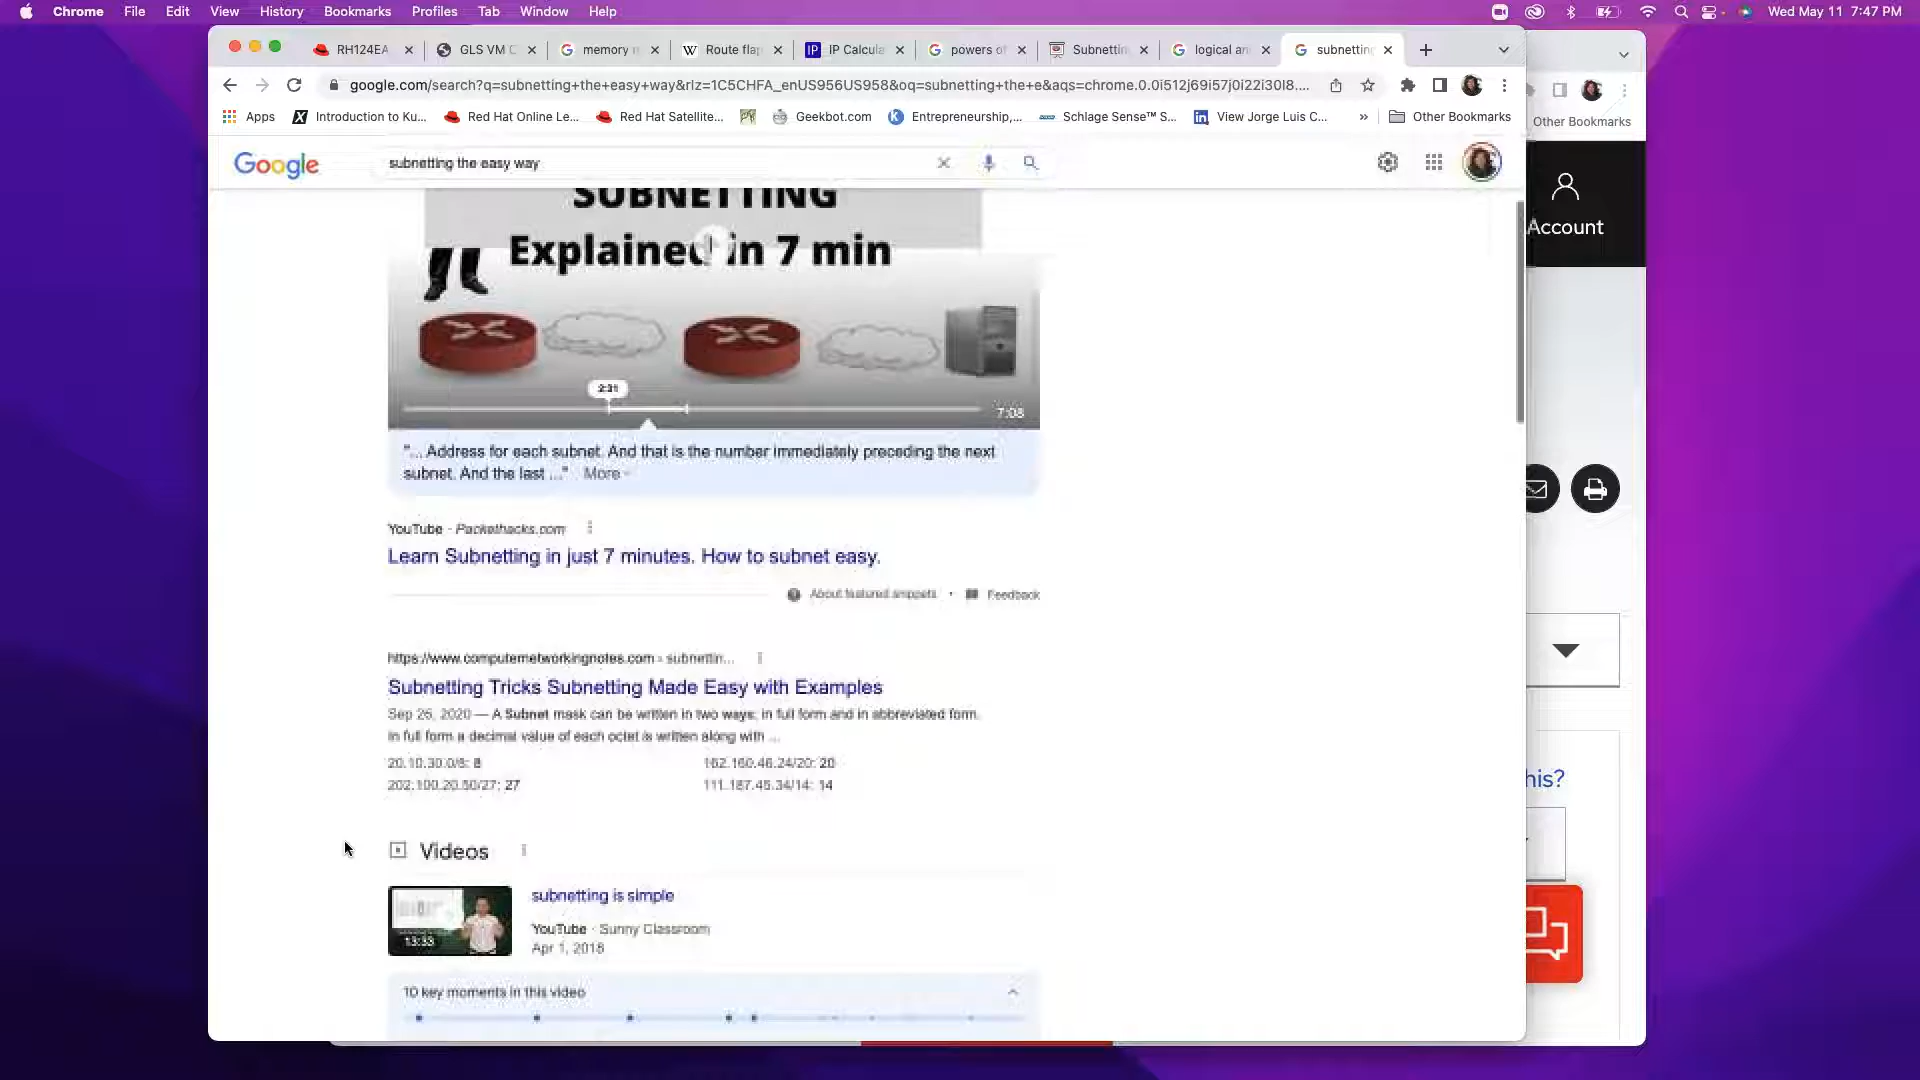 Chrome File Edit View History Bookmarks Profiles Tab Window Help Wed May 11 7:47 PM
RH124EA GLS VM C memory Route flap IP Calcula powers of Subnettin logical an subnetting
google.com/search?q=subnetting+the+easy+way&rlz=1C5CHFA_enUS956US958&oq=subnetting+the+e&aqs=chrome.0.0i512j69i57j0i22i30l8....
Apps Introduction to Ku... Red Hat Online Le... Red Hat Satellite... Geekbot.com Entrepreneurship,... Schlage Sense™ S... View Jorge Luis C... » Other Bookmarks
Other Bookmarks
Google subnetting the easy way
Account
SUBNETTING
Explained in 7 min
2:31
7:08
"... Address for each subnet. And that is the number immediately preceding the next
subnet. And the last ..." More
YouTube · Packethacks.com
Learn Subnetting in just 7 minutes. How to subnet easy.
About featured snippets • Feedback
https://www.computernetworkingnotes.com › subnettin...
Subnetting Tricks Subnetting Made Easy with Examples
Sep 26, 2020 — A Subnet mask can be written in two ways; in full form and in abbreviated form.
In full form a decimal value of each octet is written along with ...
20.10.30.0/8: 8 162.160.46.24/20: 20
202.100.20.50/27: 27 111.187.45.34/14: 14
his?
Videos
subnetting is simple
YouTube · Sunny Classroom
13:33
Apr 1, 2018
10 key moments in this video